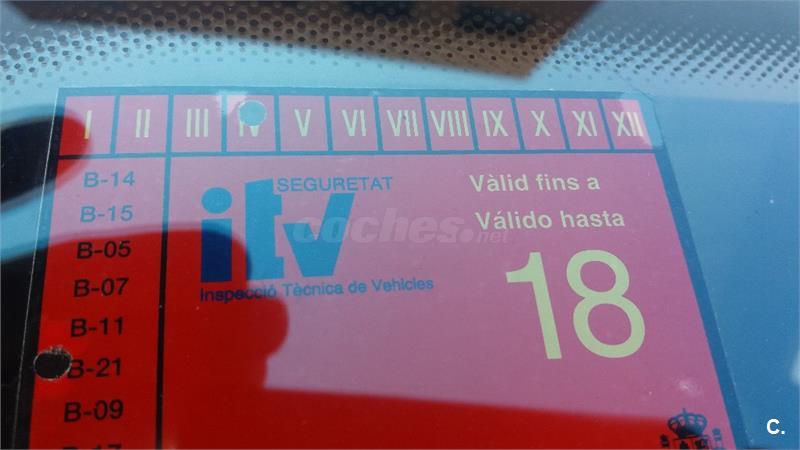 I II III IV V VI VII VIII IX X XI XII
B-14
B-15
B-05
B-07
B-11
B-21
B-09
B-17
SEGURETAT
itv
Inspecció Tècnica de Vehicles
Vàlid fins a
Válido hasta
18
coches.net
C.